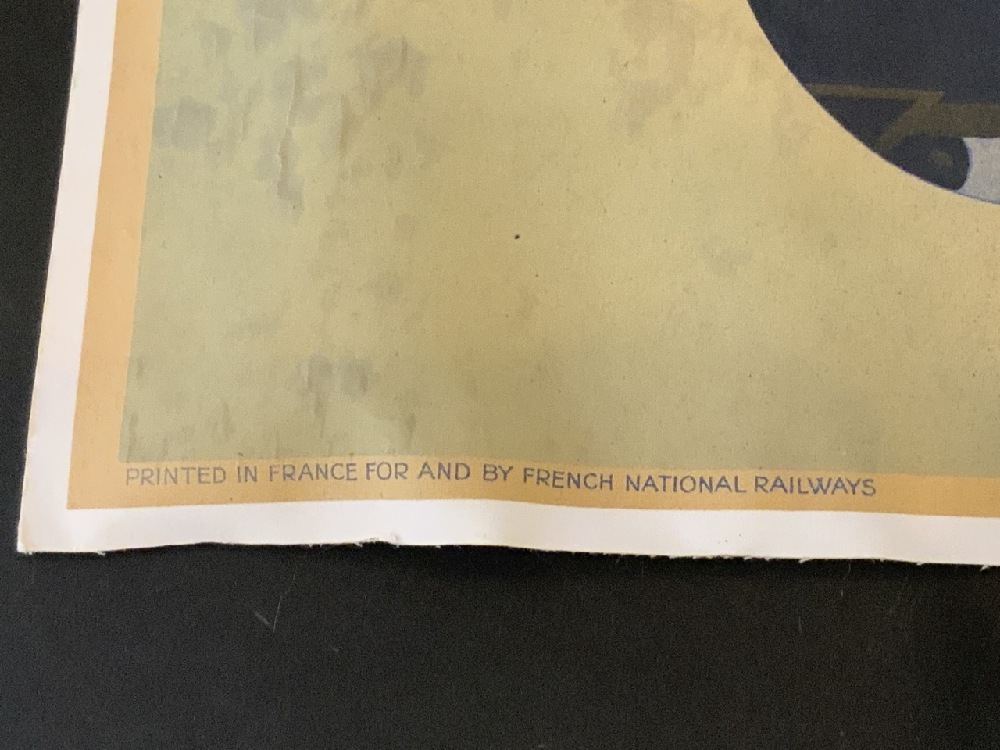 PRINTED IN FRANCE FOR AND BY FRENCH NATIONAL RAILWAYS